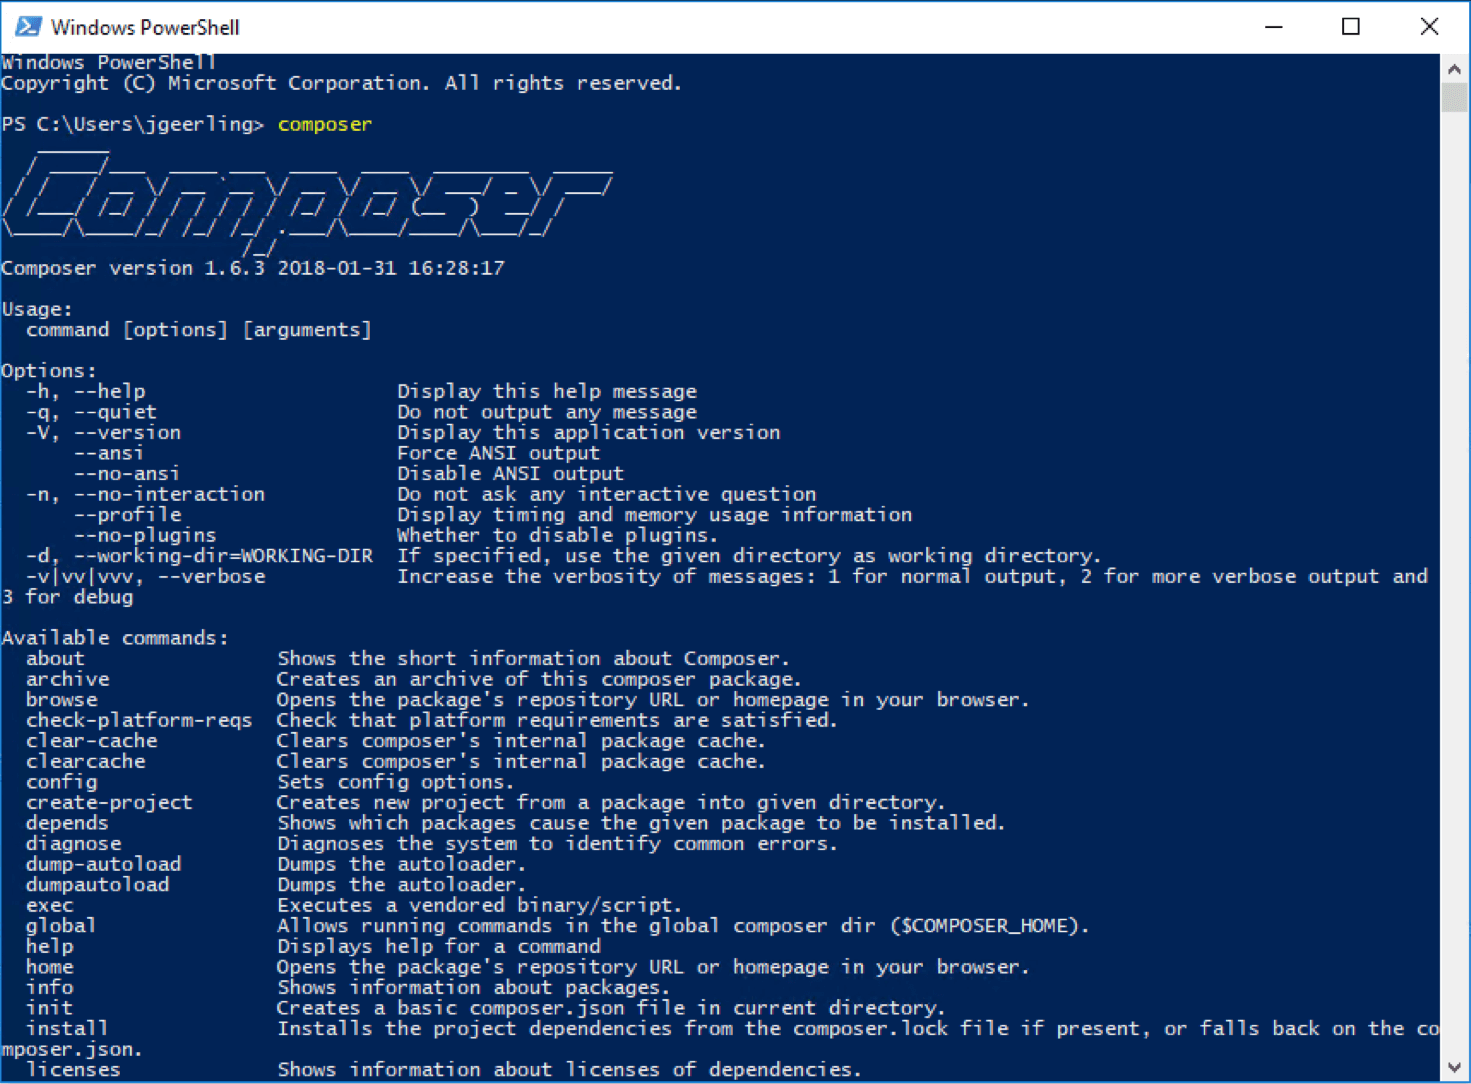 Windows PowerShell
Windows PowerShell
Copyright (C) Microsoft Corporation. All rights reserved.
PS C:\Users\jgeerling> composer
Composer
Composer version 1.6.3 2018-01-31 16:28:17
Usage:
  command [options] [arguments]
Options:
  -h, --help                     Display this help message
  -q, --quiet                    Do not output any message
  -V, --version                  Display this application version
      --ansi                     Force ANSI output
      --no-ansi                  Disable ANSI output
  -n, --no-interaction           Do not ask any interactive question
      --profile                  Display timing and memory usage information
      --no-plugins               Whether to disable plugins.
  -d, --working-dir=WORKING-DIR  If specified, use the given directory as working directory.
  -v|vv|vvv, --verbose           Increase the verbosity of messages: 1 for normal output, 2 for more verbose output and
3 for debug
Available commands:
  about                Shows the short information about Composer.
  archive              Creates an archive of this composer package.
  browse               Opens the package's repository URL or homepage in your browser.
  check-platform-reqs  Check that platform requirements are satisfied.
  clear-cache          Clears composer's internal package cache.
  clearcache           Clears composer's internal package cache.
  config               Sets config options.
  create-project       Creates new project from a package into given directory.
  depends              Shows which packages cause the given package to be installed.
  diagnose             Diagnoses the system to identify common errors.
  dump-autoload        Dumps the autoloader.
  dumpautoload         Dumps the autoloader.
  exec                 Executes a vendored binary/script.
  global               Allows running commands in the global composer dir ($COMPOSER_HOME).
  help                 Displays help for a command
  home                 Opens the package's repository URL or homepage in your browser.
  info                 Shows information about packages.
  init                 Creates a basic composer.json file in current directory.
  install              Installs the project dependencies from the composer.lock file if present, or falls back on the co
mposer.json.
  licenses             Shows information about licenses of dependencies.